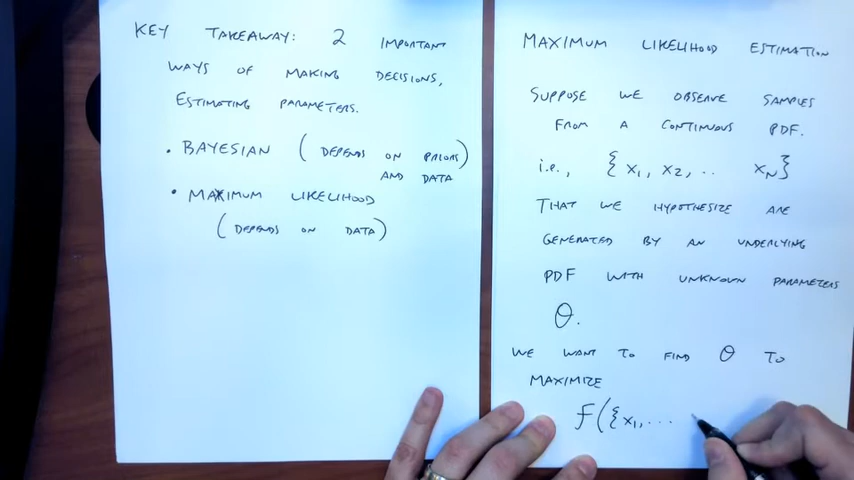 KEY TAKEAWAY: 2 IMPORTANT
WAYS OF MAKING DECISIONS,
ESTIMATING PARAMETERS.
• BAYESIAN (DEPENDS ON PRIORS)
AND DATA
• MAXIMUM LIKELIHOOD
(DEPENDS ON DATA)
MAXIMUM LIKELIHOOD ESTIMATION
SUPPOSE WE OBSERVE SAMPLES
FROM A CONTINUOUS PDF.
i.e., {x₁, x₂, .. x_N}
THAT WE HYPOTHESIZE ARE
GENERATED BY AN UNDERLYING
PDF WITH UNKNOWN PARAMETERS
θ.
WE WANT TO FIND θ TO
MAXIMIZE
f({x₁, ...